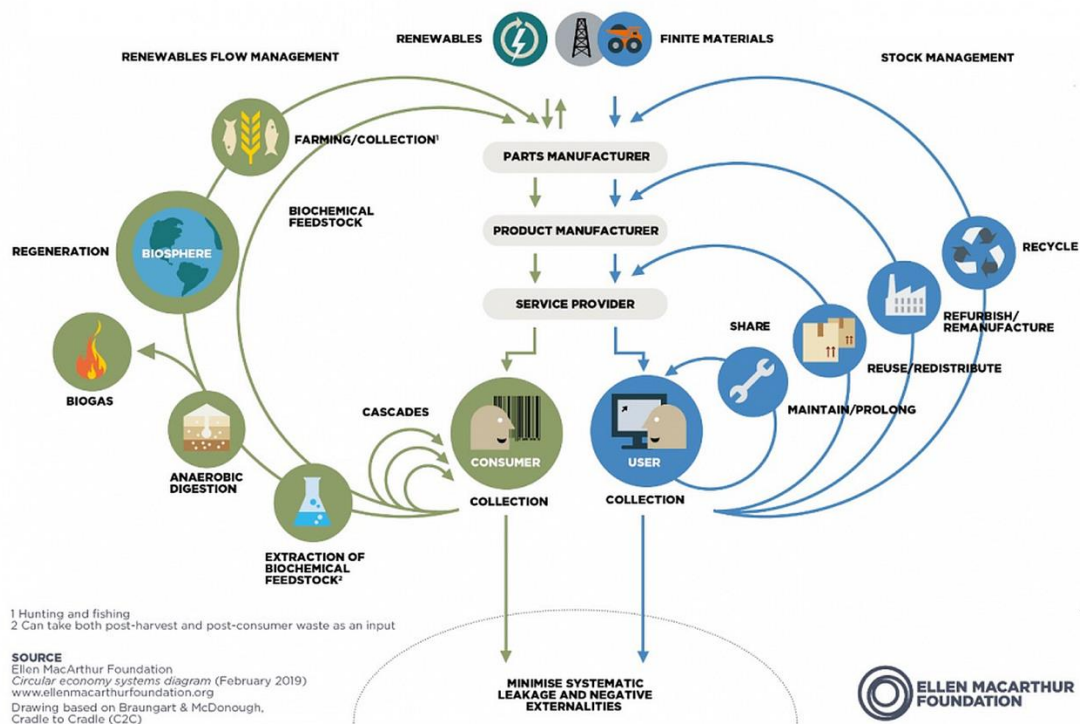 RENEWABLES
FINITE MATERIALS
RENEWABLES FLOW MANAGEMENT
STOCK MANAGEMENT
FARMING/COLLECTION¹
PARTS MANUFACTURER
BIOCHEMICAL
FEEDSTOCK
PRODUCT MANUFACTURER
REGENERATION
BIOSPHERE
RECYCLE
SERVICE PROVIDER
REFURBISH/
REMANUFACTURE
SHARE
REUSE/REDISTRIBUTE
BIOGAS
CASCADES
MAINTAIN/PROLONG
CONSUMER
USER
ANAEROBIC
DIGESTION
COLLECTION
COLLECTION
EXTRACTION OF
BIOCHEMICAL
FEEDSTOCK²
1 Hunting and fishing
2 Can take both post-harvest and post-consumer waste as an input
SOURCE
Ellen MacArthur Foundation
Circular economy systems diagram (February 2019)
www.ellenmacarthurfoundation.org
Drawing based on Braungart & McDonough,
Cradle to Cradle (C2C)
MINIMISE SYSTEMATIC
LEAKAGE AND NEGATIVE
EXTERNALITIES
ELLEN MACARTHUR
FOUNDATION